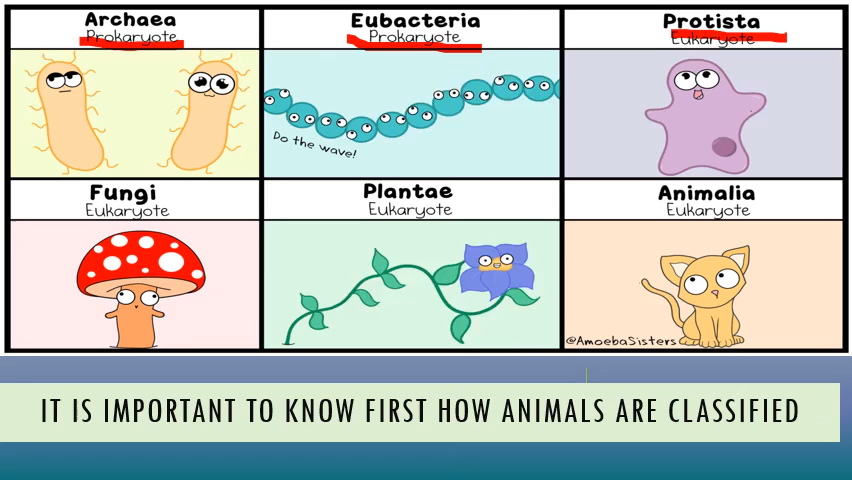 Archaea
Prokaryote
Eubacteria
Prokaryote
Protista
Eukaryote
Do the wave!
Fungi
Eukaryote
Plantae
Eukaryote
Animalia
Eukaryote
@AmoebaSisters
IT IS IMPORTANT TO KNOW FIRST HOW ANIMALS ARE CLASSIFIED